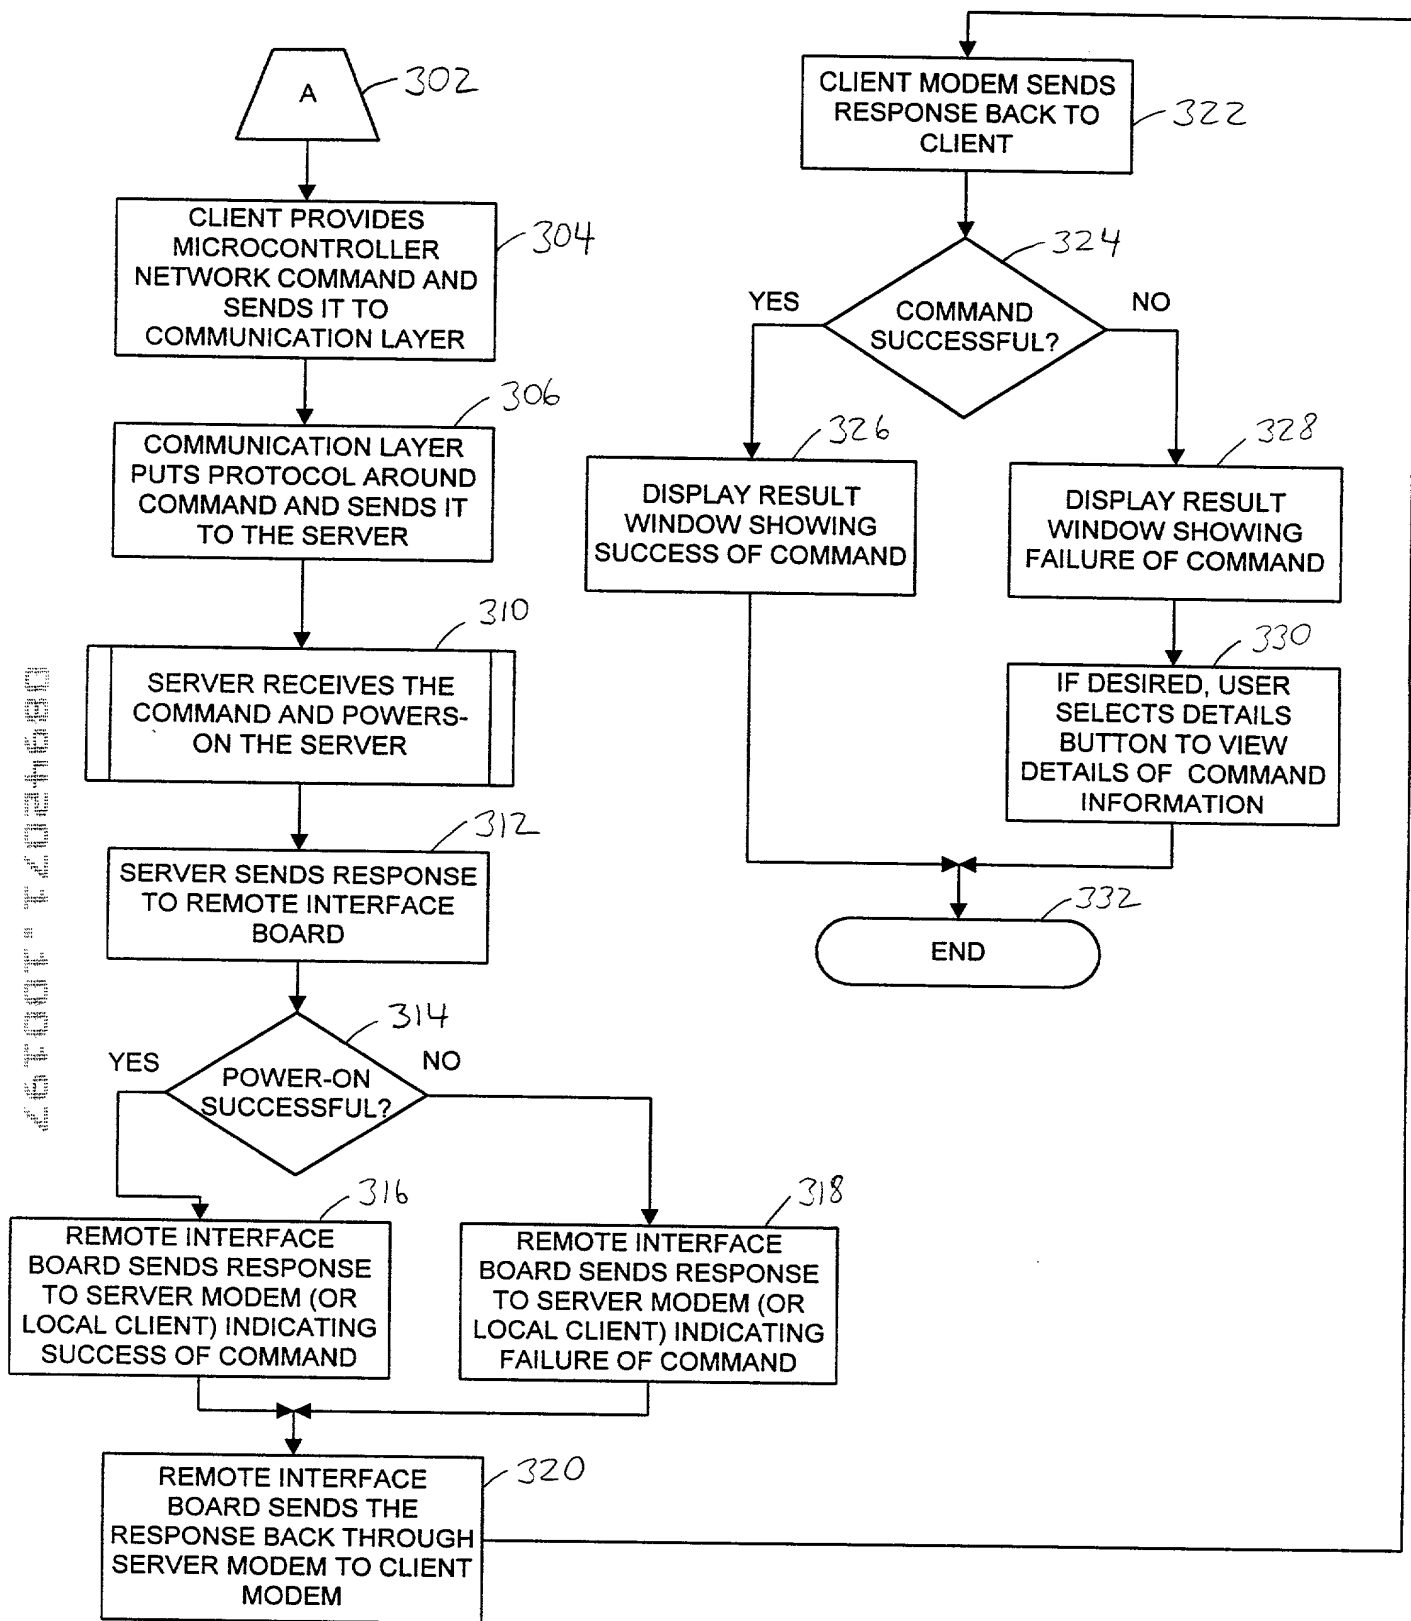 A
302
CLIENT PROVIDES
MICROCONTROLLER
NETWORK COMMAND AND
SENDS IT TO
COMMUNICATION LAYER
304
306
COMMUNICATION LAYER
PUTS PROTOCOL AROUND
COMMAND AND SENDS IT
TO THE SERVER
310
SERVER RECEIVES THE
COMMAND AND POWERS-
ON THE SERVER
312
SERVER SENDS RESPONSE
TO REMOTE INTERFACE
BOARD
314
YES
NO
POWER-ON
SUCCESSFUL?
316
REMOTE INTERFACE
BOARD SENDS RESPONSE
TO SERVER MODEM (OR
LOCAL CLIENT) INDICATING
SUCCESS OF COMMAND
318
REMOTE INTERFACE
BOARD SENDS RESPONSE
TO SERVER MODEM (OR
LOCAL CLIENT) INDICATING
FAILURE OF COMMAND
320
REMOTE INTERFACE
BOARD SENDS THE
RESPONSE BACK THROUGH
SERVER MODEM TO CLIENT
MODEM
CLIENT MODEM SENDS
RESPONSE BACK TO
CLIENT
322
324
YES
NO
COMMAND
SUCCESSFUL?
326
DISPLAY RESULT
WINDOW SHOWING
SUCCESS OF COMMAND
328
DISPLAY RESULT
WINDOW SHOWING
FAILURE OF COMMAND
330
IF DESIRED, USER
SELECTS DETAILS
BUTTON TO VIEW
DETAILS OF COMMAND
INFORMATION
332
END